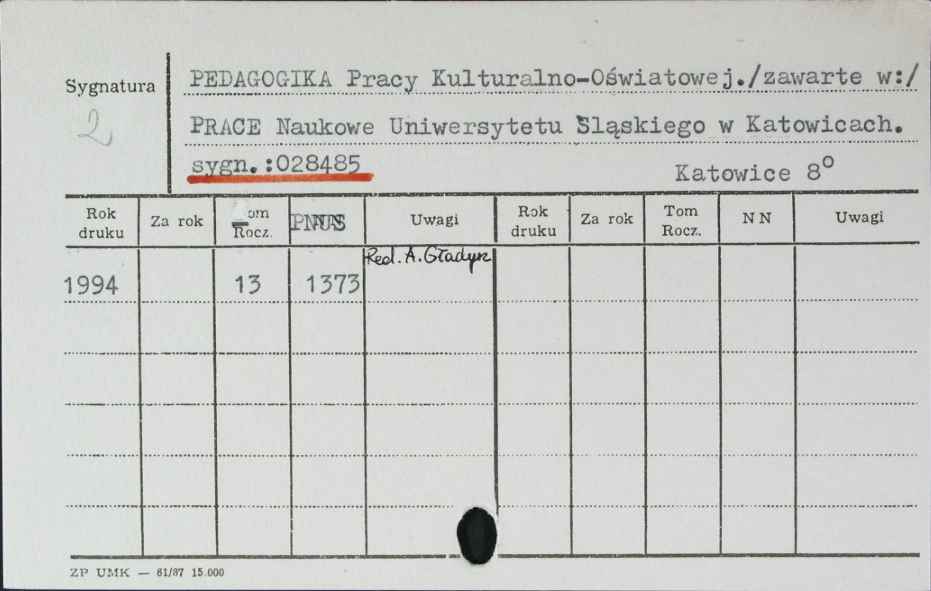 Sygnatura
2
PEDAGOGIKA Pracy Kulturalno-Oświatowej./zawarte w:/
PRACE Naukowe Uniwersytetu Śląskiego w Katowicach.
sygn.:028485
Katowice 8°
Rok druku Za rok Tom Rocz. PNUS Uwagi Rok druku Za rok Tom Rocz. NN Uwagi
1994 13 1373 Red. A. Gładysz
ZP UMK — 61/87 15.000